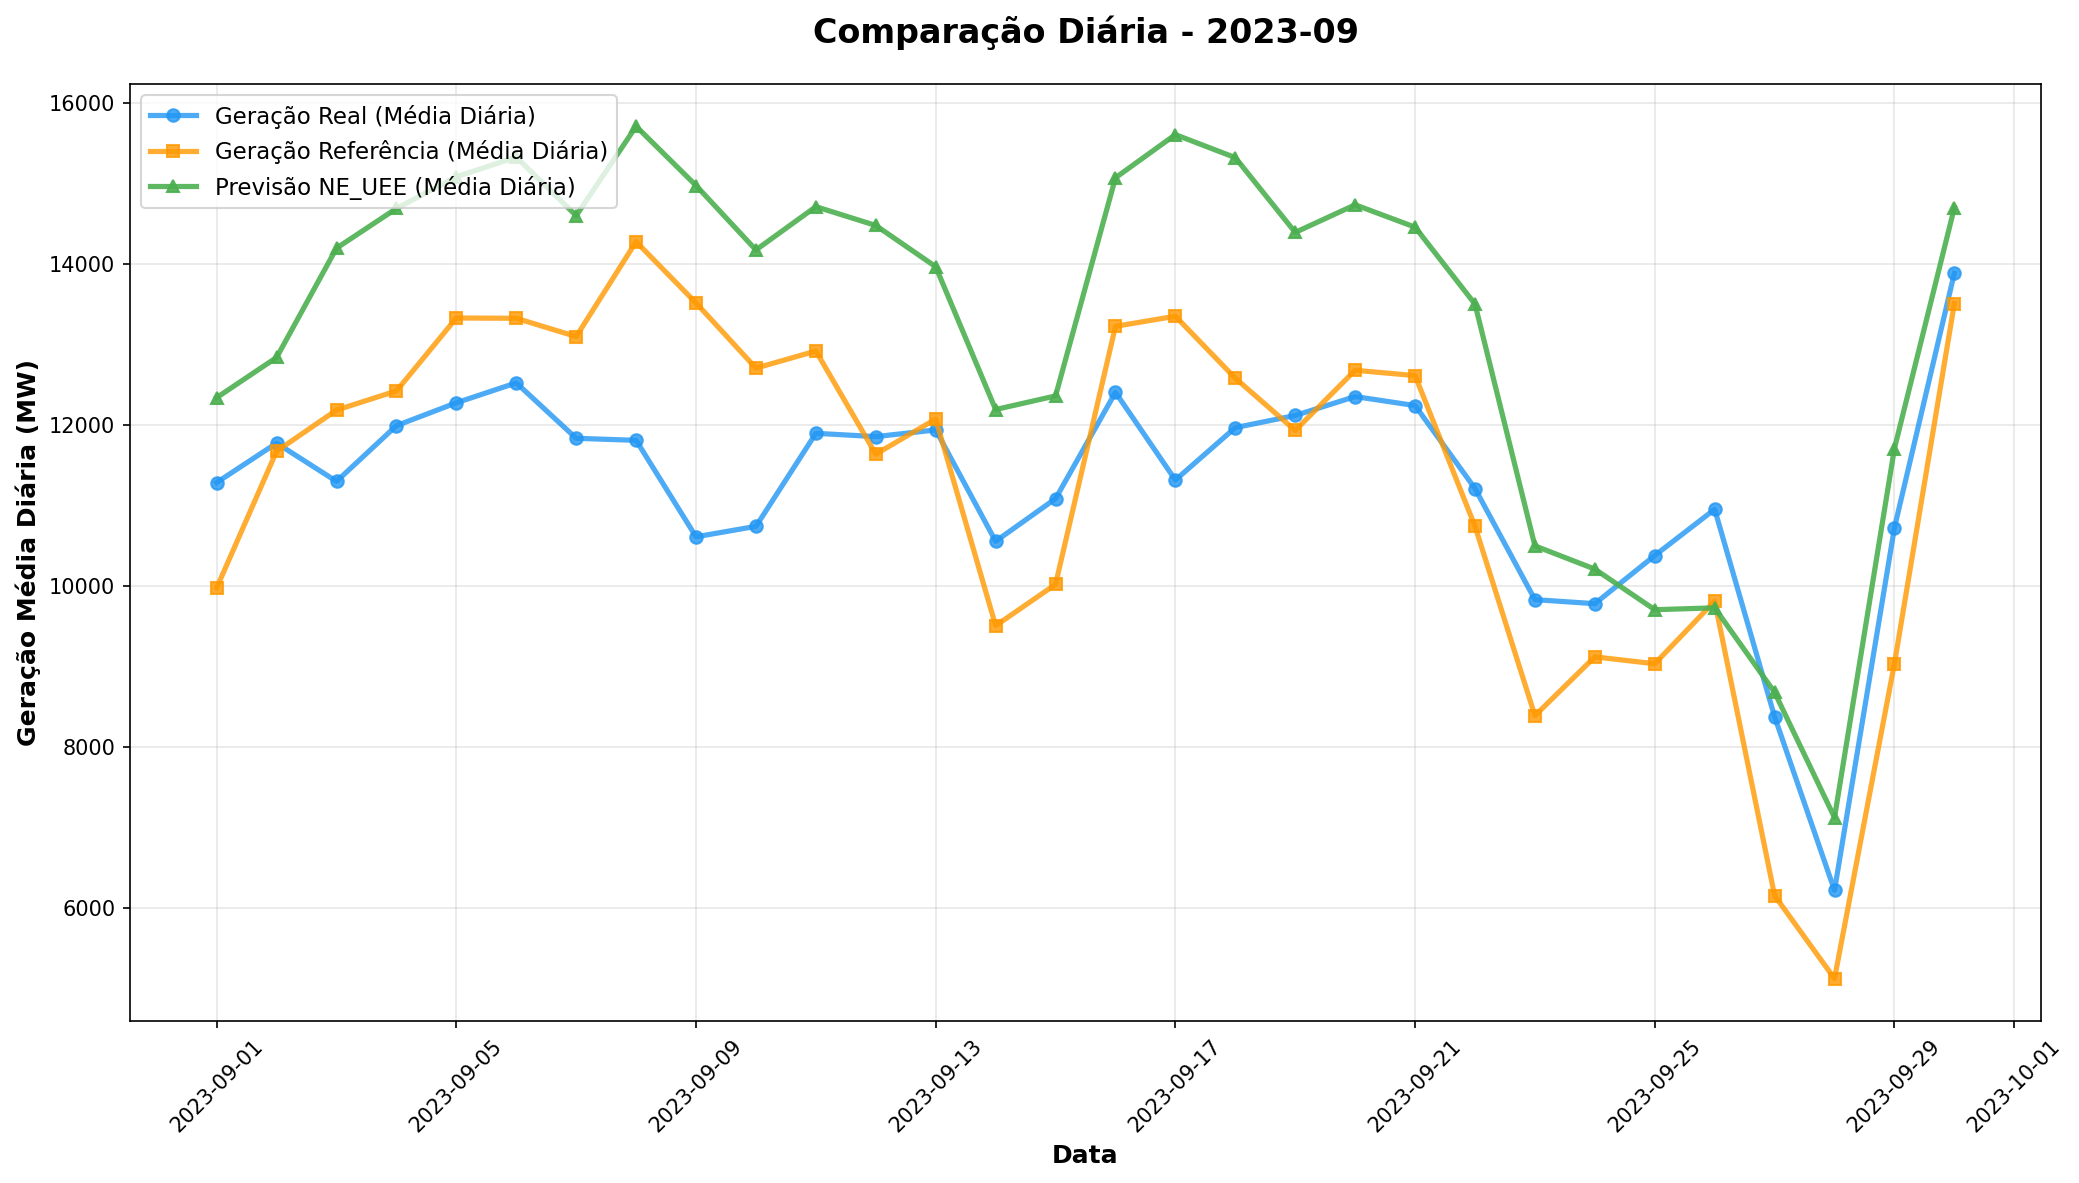 Comparação Diária - 2023-09
Geração Real (Média Diária)
Geração Referência (Média Diária)
Previsão NE_UEE (Média Diária)
Geração Média Diária (MW)
16000
14000
12000
10000
8000
6000
2023-09-01
2023-09-05
2023-09-09
2023-09-13
2023-09-17
2023-09-21
2023-09-25
2023-09-29
2023-10-01
Data